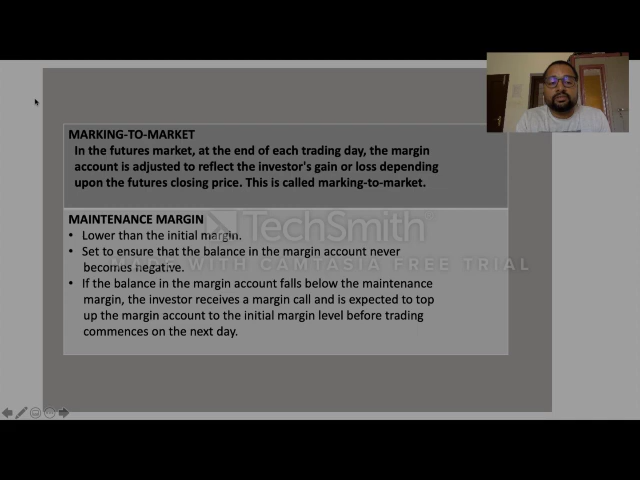 MARKING-TO-MARKET
In the futures market, at the end of each trading day, the margin
account is adjusted to reflect the investor's gain or loss depending
upon the futures closing price. This is called marking-to-market.
MAINTENANCE MARGIN
• Lower than the initial margin.
• Set to ensure that the balance in the margin account never
becomes negative.
• If the balance in the margin account falls below the maintenance
margin, the investor receives a margin call and is expected to top
up the margin account to the initial margin level before trading
commences on the next day.
TechSmith
MADE WITH CAMTASIA FREE TRIAL